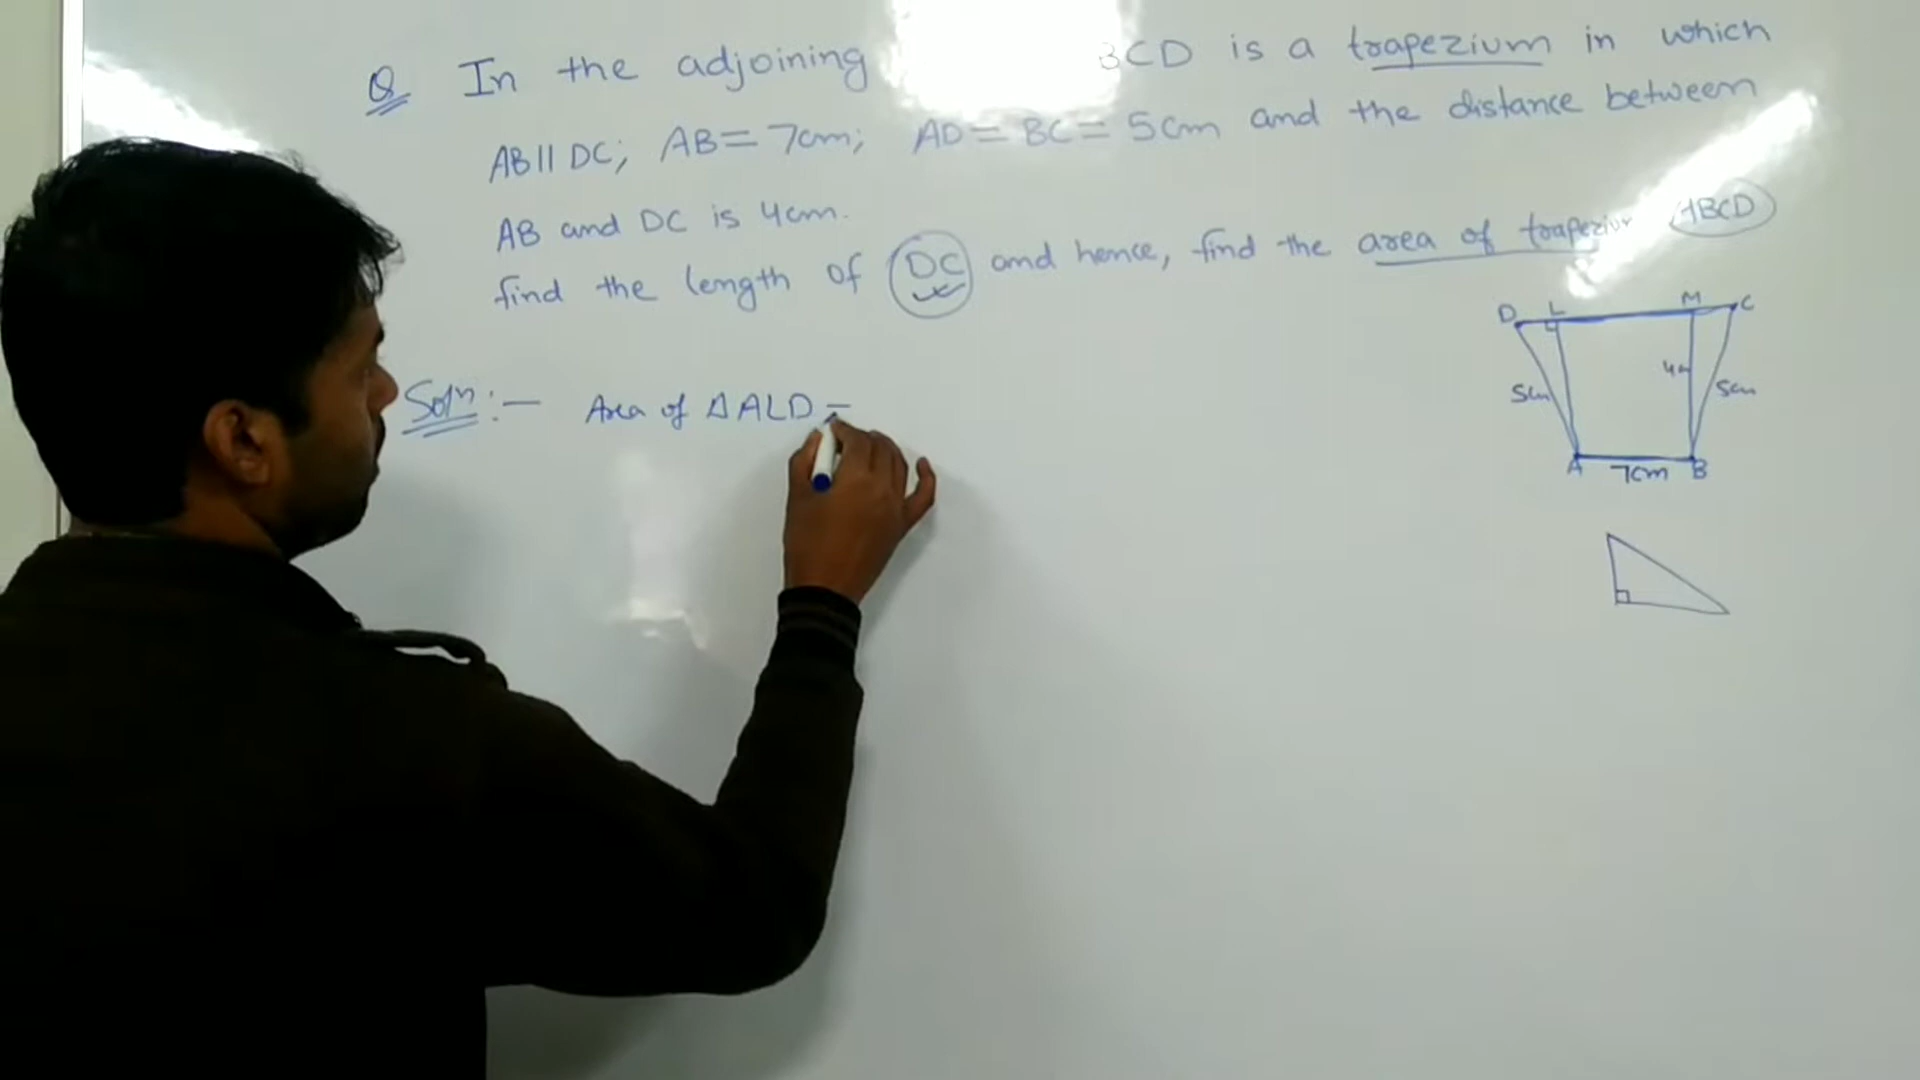 Q In the adjoining BCD is a trapezium in which
AB || DC; AB = 7cm; AD = BC = 5cm and the distance between
AB and DC is 4cm.
find the length of DC and hence, find the area of trapezium ABCD
D L M C
Soln :- Area of ΔALD =
5cm 4cm 5cm
A 7cm B